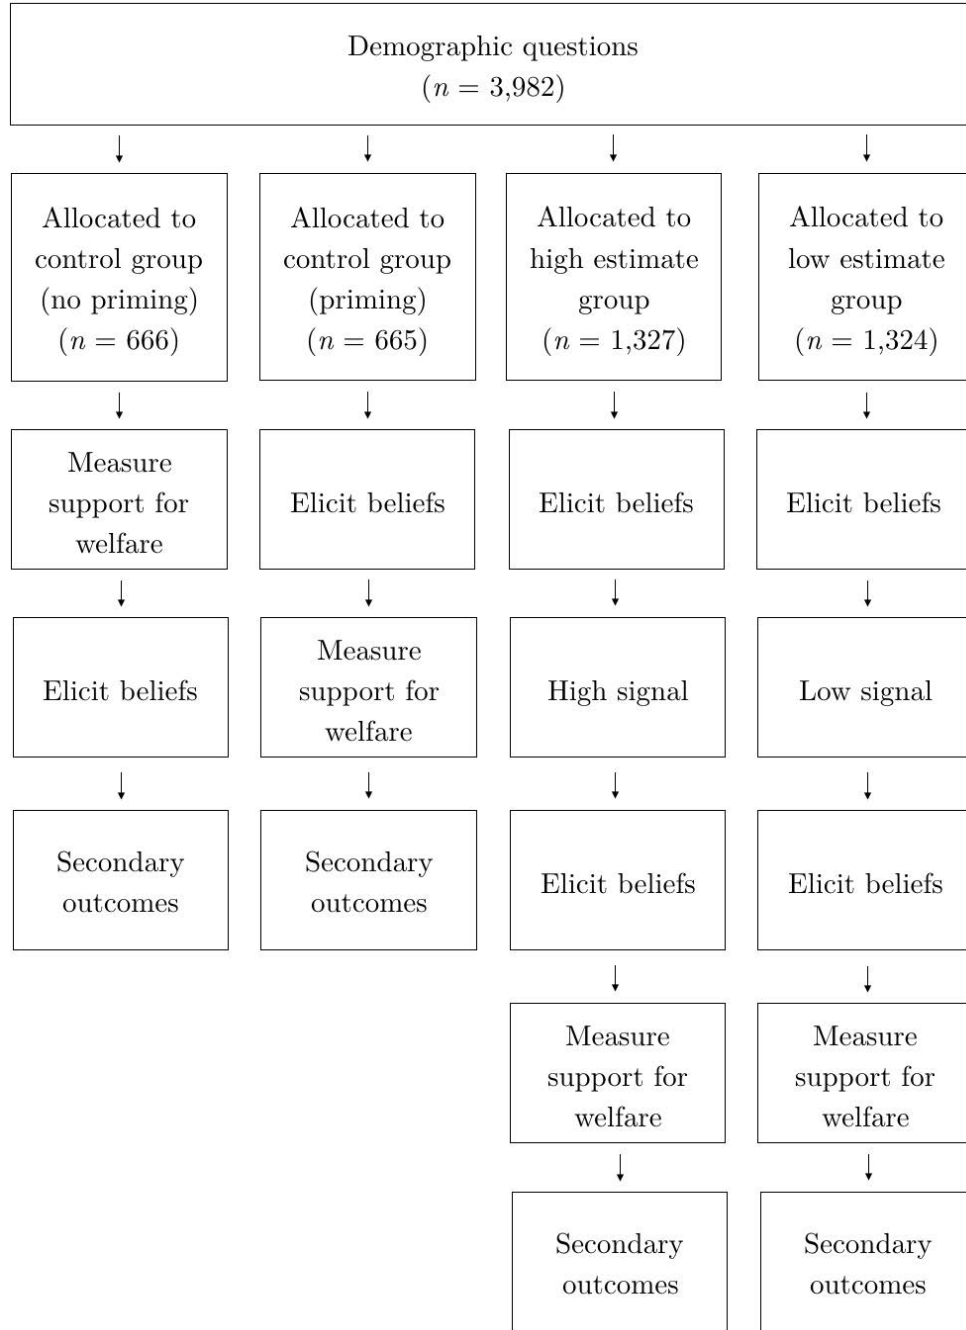 Demographic questions
(n = 3,982)
Allocated to
control group
(no priming)
(n = 666)
Allocated to
control group
(priming)
(n = 665)
Allocated to
high estimate
group
(n = 1,327)
Allocated to
low estimate
group
(n = 1,324)
Measure
support for
welfare
Elicit beliefs
Elicit beliefs
Elicit beliefs
Elicit beliefs
Measure
support for
welfare
High signal
Low signal
Secondary
outcomes
Secondary
outcomes
Elicit beliefs
Elicit beliefs
Measure
support for
welfare
Measure
support for
welfare
Secondary
outcomes
Secondary
outcomes